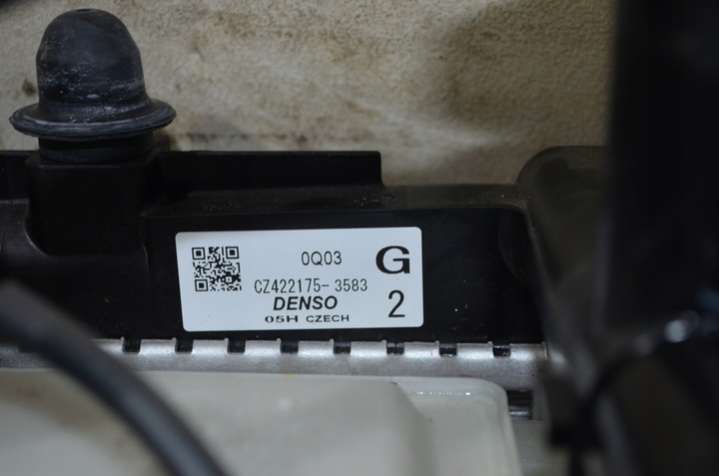 0Q03 G
CZ422175-3583
DENSO 2
05H CZECH